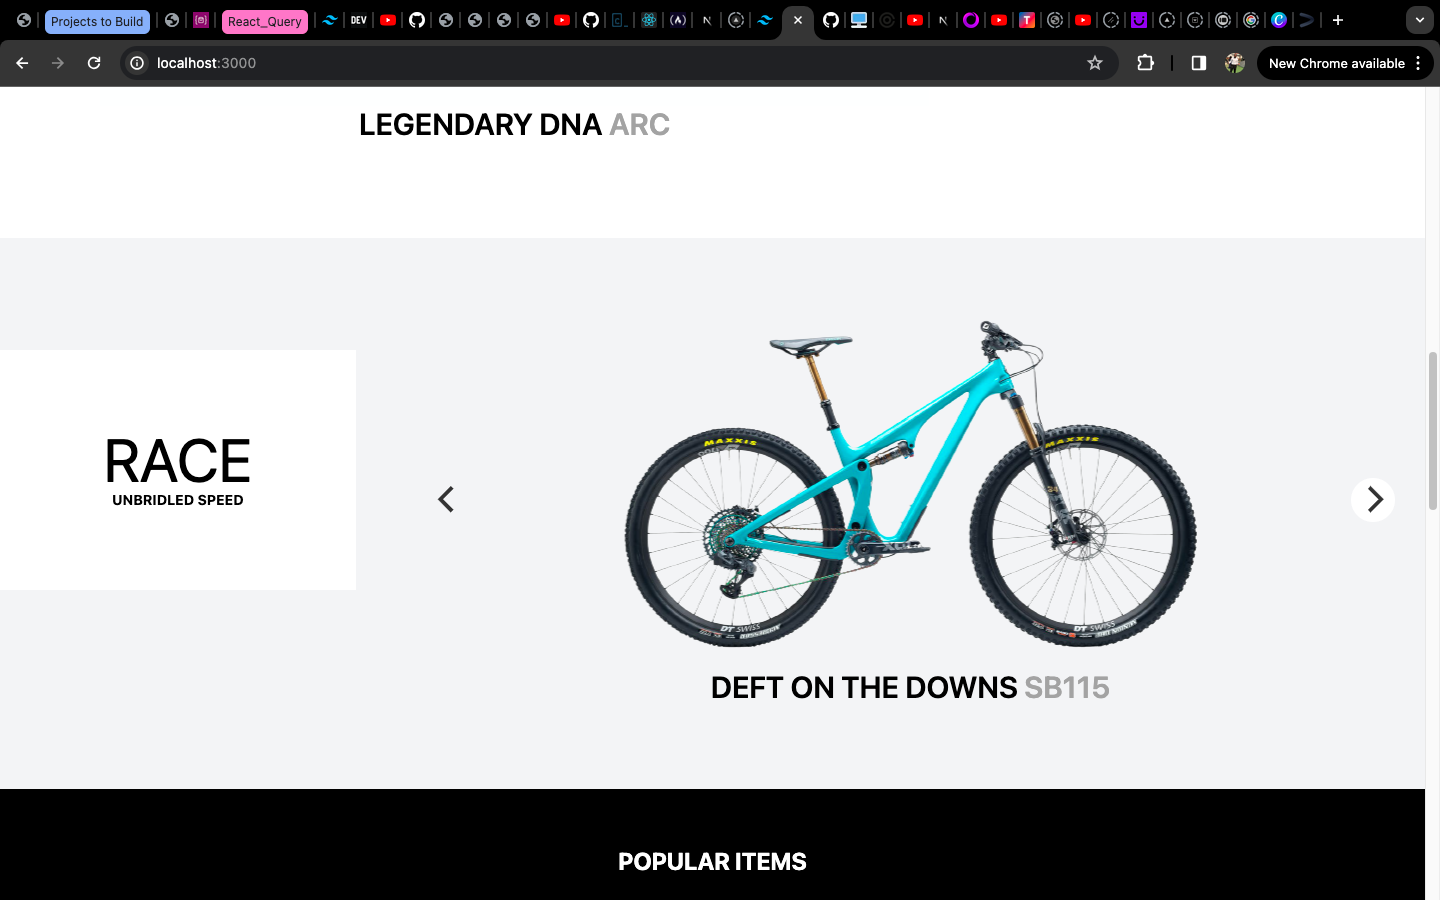 Projects to Build
React_Query
DEV
localhost:3000
New Chrome available
LEGENDARY DNA ARC
RACE
UNBRIDLED SPEED
MAXXIS
MAXXIS
DT SWISS
DT SWISS
DEFT ON THE DOWNS SB115
POPULAR ITEMS